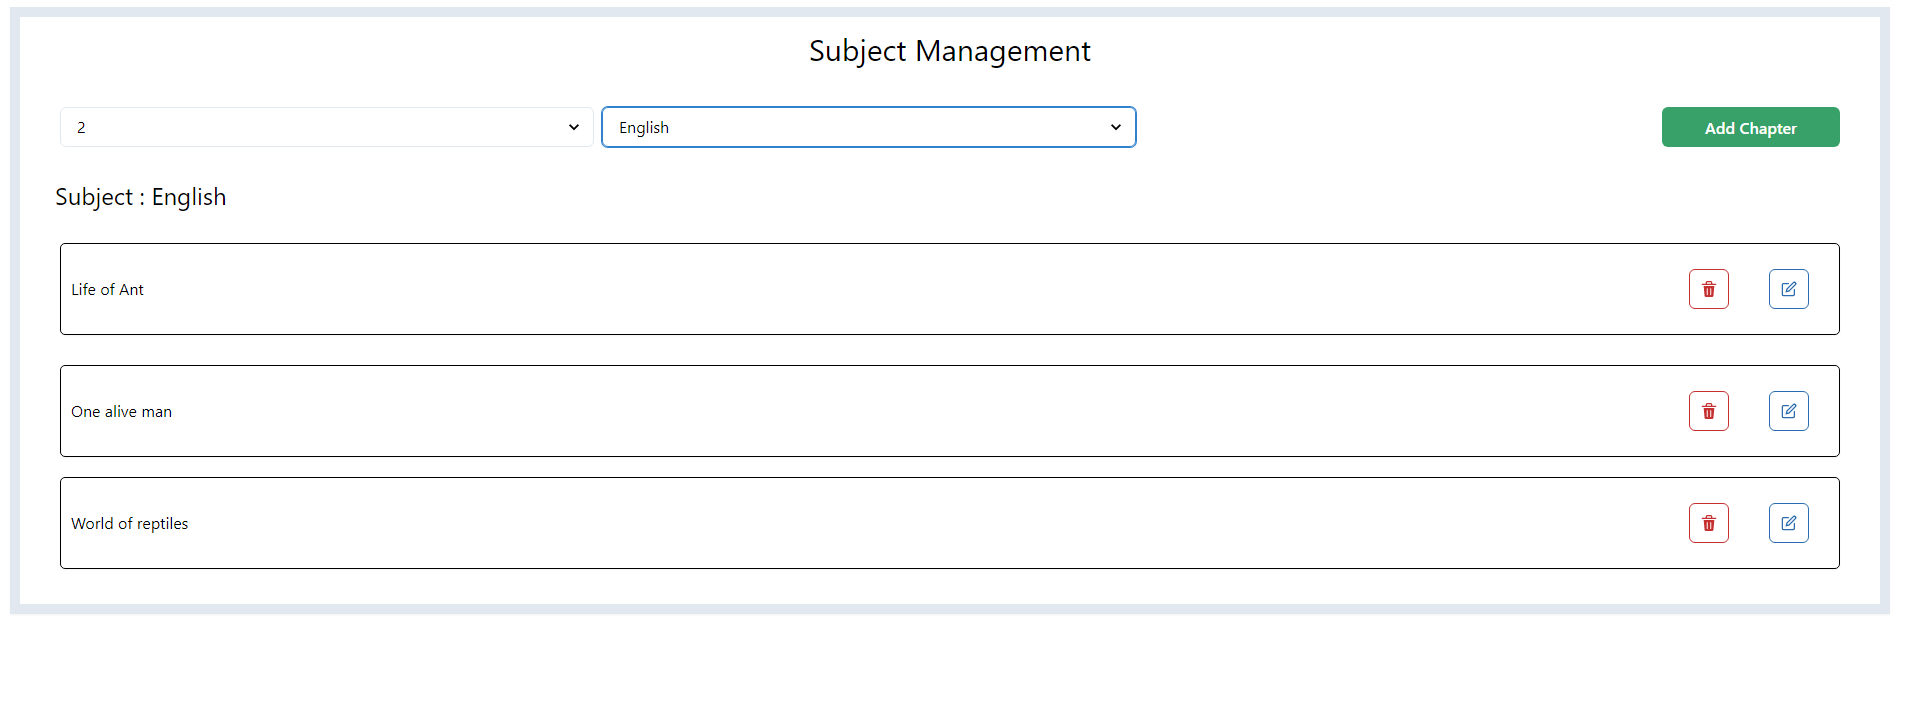 Subject Management
2
English
Add Chapter
Subject : English
Life of Ant
One alive man
World of reptiles